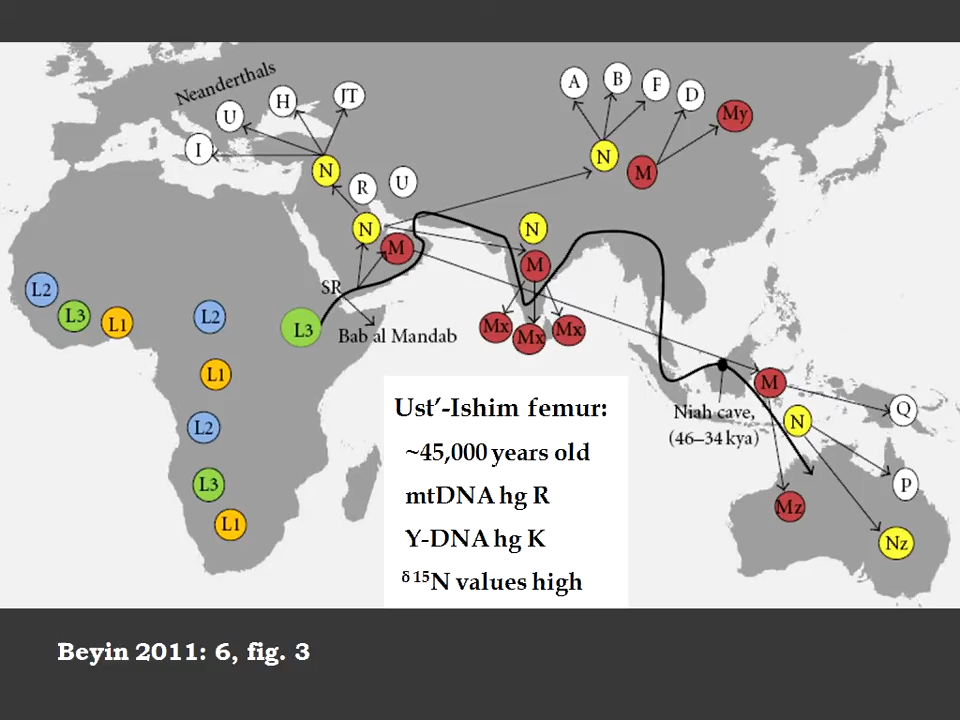 Neanderthals
I
U
H
JT
N
R
U
N
M
SR
Bab al Mandab
L3
L2
L3
L1
L2
L1
L2
L3
L1
A
B
F
D
My
N
M
N
M
Mx
Mx
Mx
Niah cave,
(46–34 kya)
M
N
Q
P
Mz
Nz
Ust’-Ishim femur:
~45,000 years old
mtDNA hg R
Y-DNA hg K
δ 15N values high
Beyin 2011: 6, fig. 3